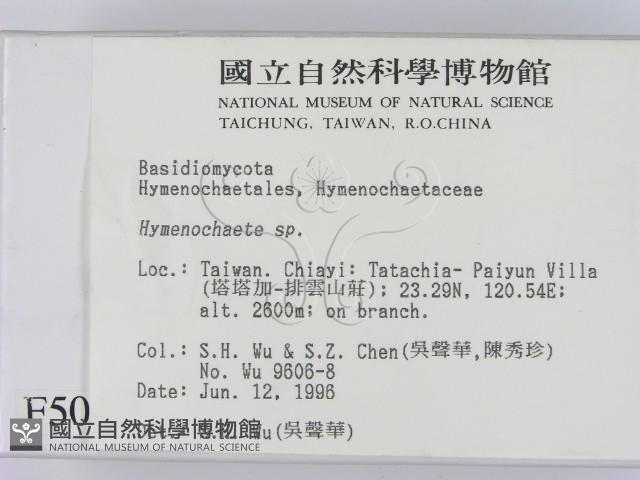 國立自然科學博物館
NATIONAL MUSEUM OF NATURAL SCIENCE
TAICHUNG, TAIWAN, R.O.CHINA
Basidiomycota
Hymenochaetales, Hymenochaetaceae
Hymenochaete sp.
Loc.: Taiwan. Chiayi: Tatachia- Paiyun Villa
(塔塔加-排雲山莊); 23.29N, 120.54E;
alt. 2600m; on branch.
Col.: S.H. Wu & S.Z. Chen(吳聲華,陳秀珍)
No. Wu 9606-8
Date: Jun. 12, 1996
F50
Wu(吳聲華)
國立自然科學博物館
NATIONAL MUSEUM OF NATURAL SCIENCE